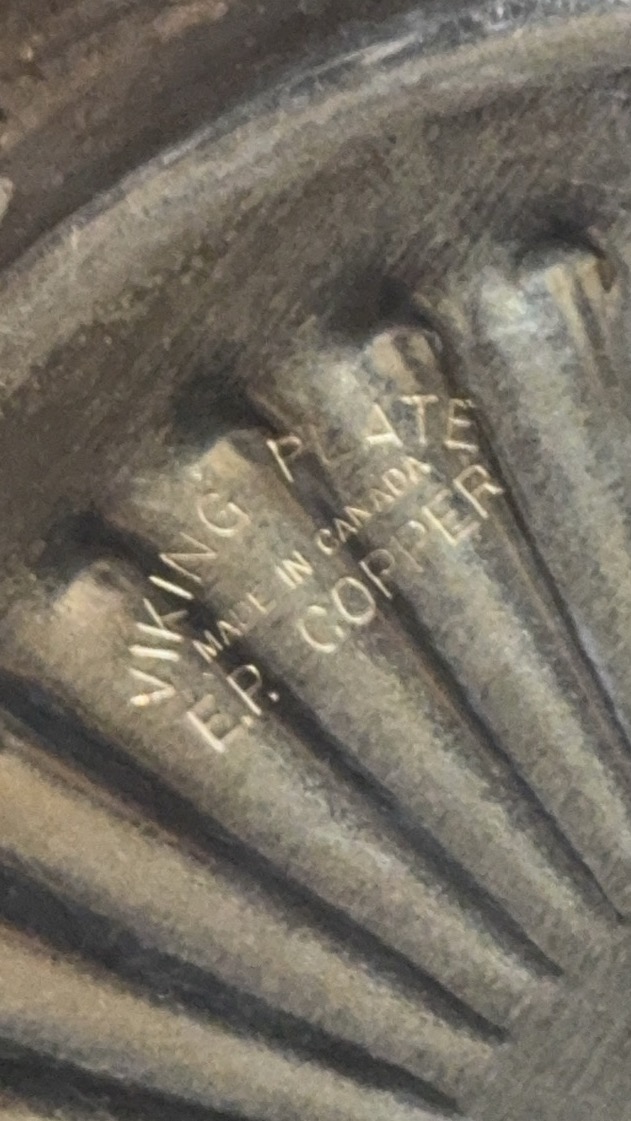 VIKING PLATE
MADE IN CANADA
E.P. COPPER